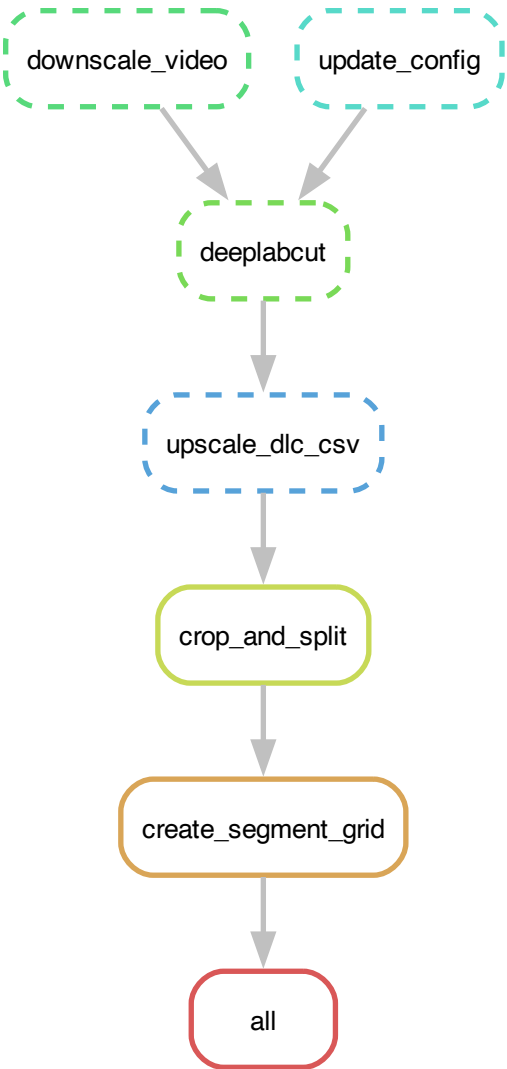 downscale_video
update_config
deeplabcut
upscale_dlc_csv
crop_and_split
create_segment_grid
all